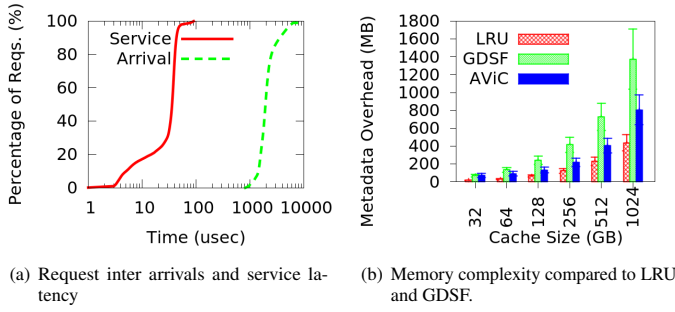 Percentage of Reqs. (%)
100
80
60
40
20
0
Service
Arrival
1
10
100
1000
10000
Time (usec)
(a) Request inter arrivals and service la-
tency
Metadata Overhead (MB)
1800
1600
1400
1200
1000
800
600
400
200
0
LRU
GDSF
AViC
32
64
128
256
512
1024
Cache Size (GB)
(b) Memory complexity compared to LRU
and GDSF.